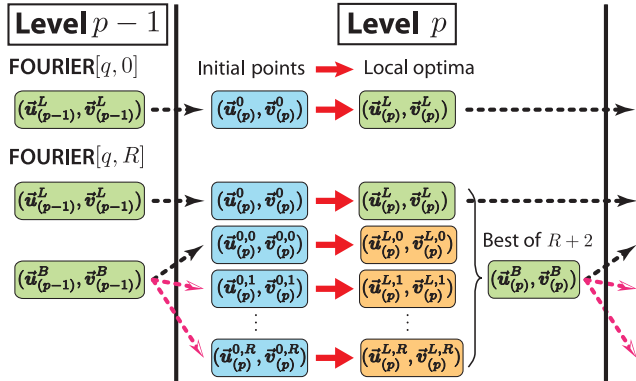 Level p − 1
Level p
FOURIER[q, 0]
Initial points
Local optima
(u⃗^L_(p−1), v⃗^L_(p−1))
(u⃗^0_(p), v⃗^0_(p))
(u⃗^L_(p), v⃗^L_(p))
FOURIER[q, R]
(u⃗^L_(p−1), v⃗^L_(p−1))
(u⃗^0_(p), v⃗^0_(p))
(u⃗^L_(p), v⃗^L_(p))
(u⃗^{0,0}_(p), v⃗^{0,0}_(p))
(u⃗^{L,0}_(p), v⃗^{L,0}_(p))
Best of R + 2
(u⃗^B_(p−1), v⃗^B_(p−1))
(u⃗^{0,1}_(p), v⃗^{0,1}_(p))
(u⃗^{L,1}_(p), v⃗^{L,1}_(p))
(u⃗^B_(p), v⃗^B_(p))
⋮
⋮
(u⃗^{0,R}_(p), v⃗^{0,R}_(p))
(u⃗^{L,R}_(p), v⃗^{L,R}_(p))